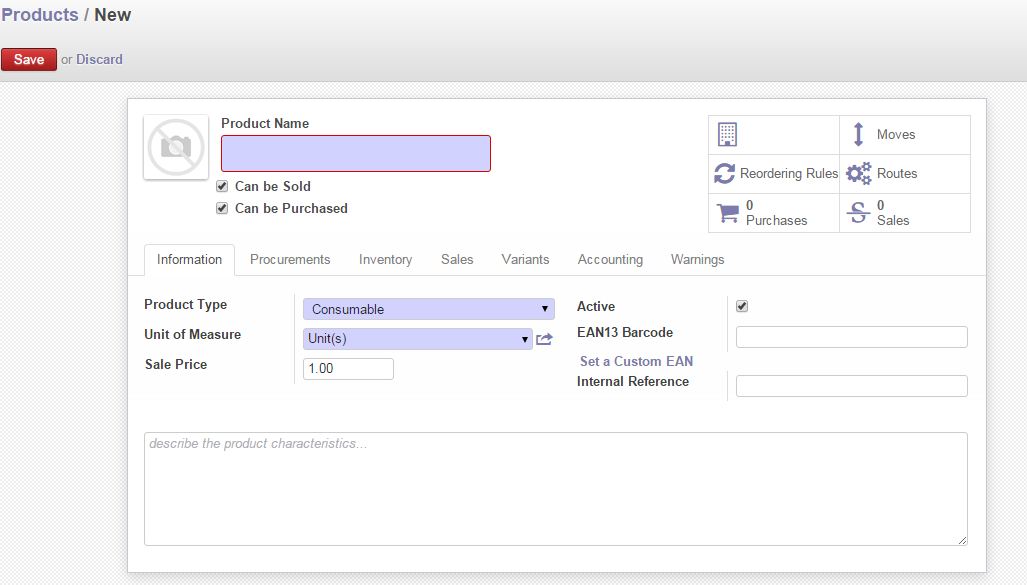 Products / New
Save or Discard
Product Name
Can be Sold
Can be Purchased
Moves
Reordering Rules
Routes
0
Purchases
0
Sales
Information Procurements Inventory Sales Variants Accounting Warnings
Product Type Consumable
Unit of Measure Unit(s)
Sale Price 1.00
Active
EAN13 Barcode
Set a Custom EAN
Internal Reference
describe the product characteristics...